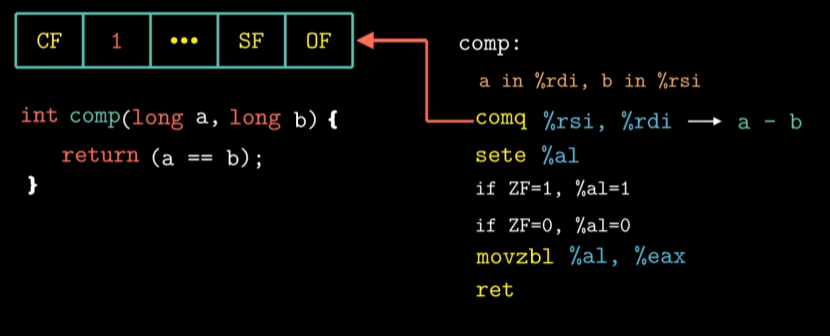 CF 1 ••• SF OF
int comp(long a, long b) {
return (a == b);
}
comp:
a in %rdi, b in %rsi
comq %rsi, %rdi → a - b
sete %al
if ZF=1, %al=1
if ZF=0, %al=0
movzbl %al, %eax
ret